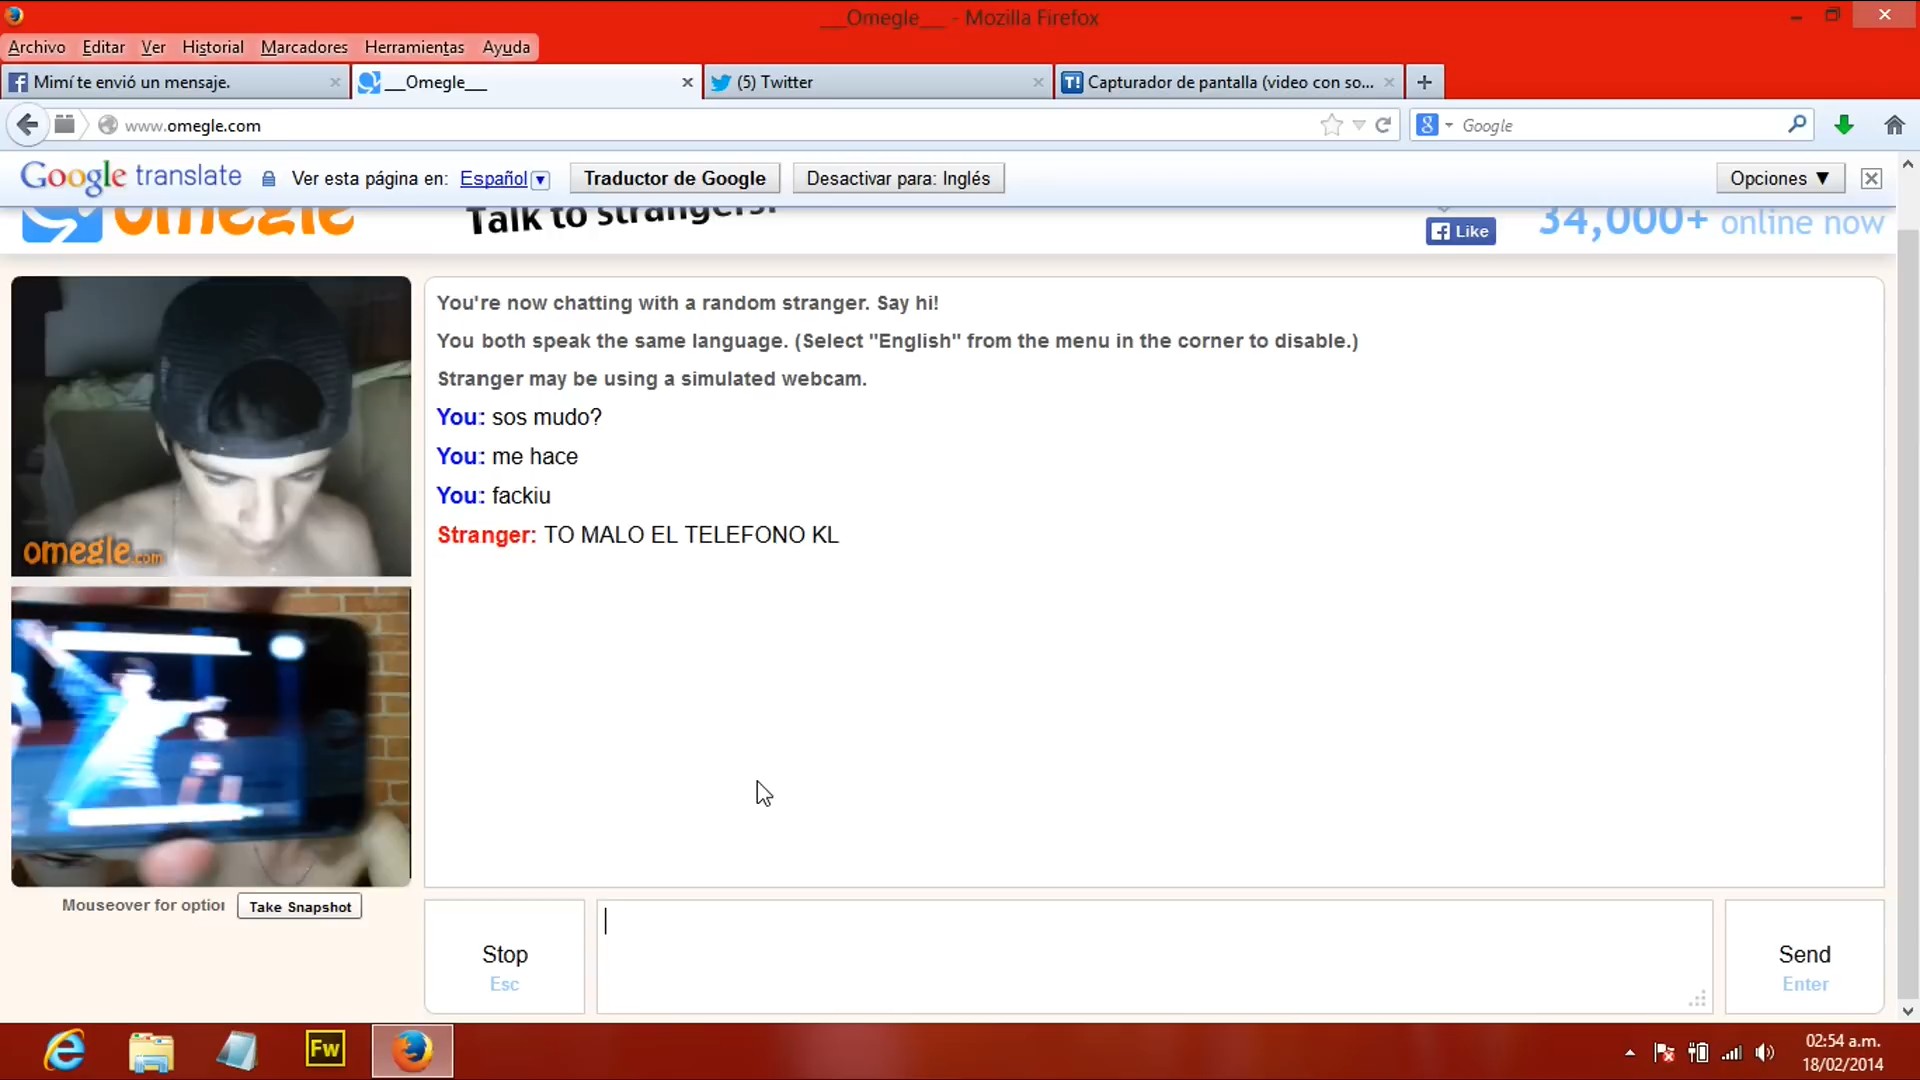 __Omegle__ - Mozilla Firefox
Archivo Editar Ver Historial Marcadores Herramientas Ayuda
Mimí te envió un mensaje. __Omegle__ (5) Twitter T! Capturador de pantalla (video con so...
www.omegle.com Google
Google translate Ver esta página en: Español Traductor de Google Desactivar para: Inglés Opciones ▼
omegle Talk to strangers! Like 34,000+ online now
You're now chatting with a random stranger. Say hi!
You both speak the same language. (Select "English" from the menu in the corner to disable.)
Stranger may be using a simulated webcam.
You: sos mudo?
You: me hace
You: fackiu
Stranger: TO MALO EL TELEFONO KL
omegle.com
Mouseover for option Take Snapshot
Stop
Esc
Send
Enter
Fw
02:54 a.m.
18/02/2014